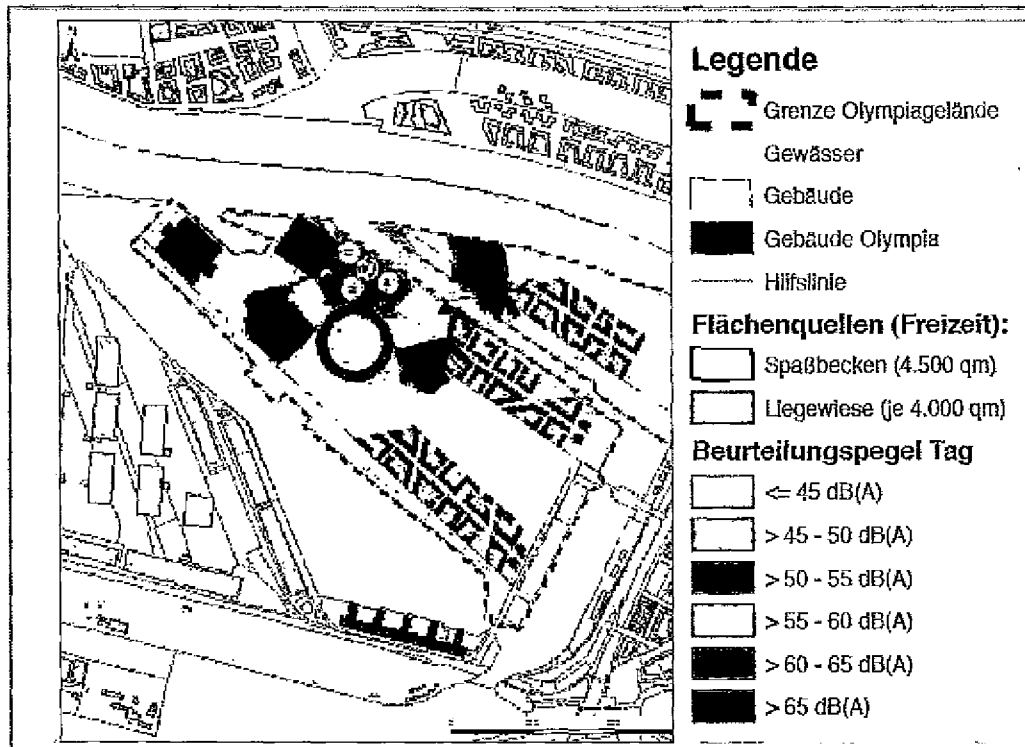 Legende
Grenze Olympiagelände
Gewässer
Gebäude
Gebäude Olympia
Hilfslinie
Flächenquellen (Freizeit):
Spaßbecken (4.500 qm)
Liegewiese (je 4.000 qm)
Beurteilungspegel Tag
<= 45 dB(A)
> 45 - 50 dB(A)
> 50 - 55 dB(A)
> 55 - 60 dB(A)
> 60 - 65 dB(A)
> 65 dB(A)